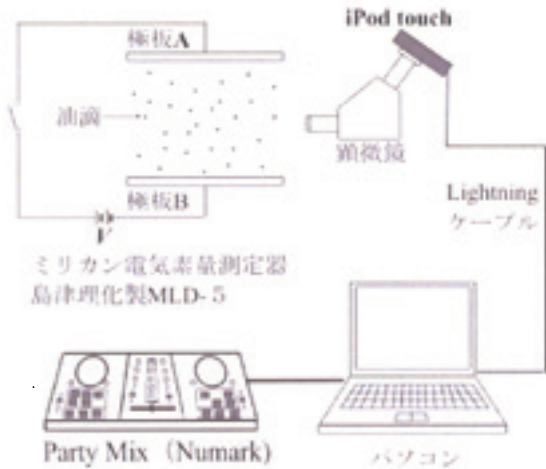 iPod touch
極板A
油滴
顕微鏡
極板B
V
Lightning
ケーブル
ミリカン電気素量測定器
島津理化製MLD-5
Party Mix (Numark)
パソコン